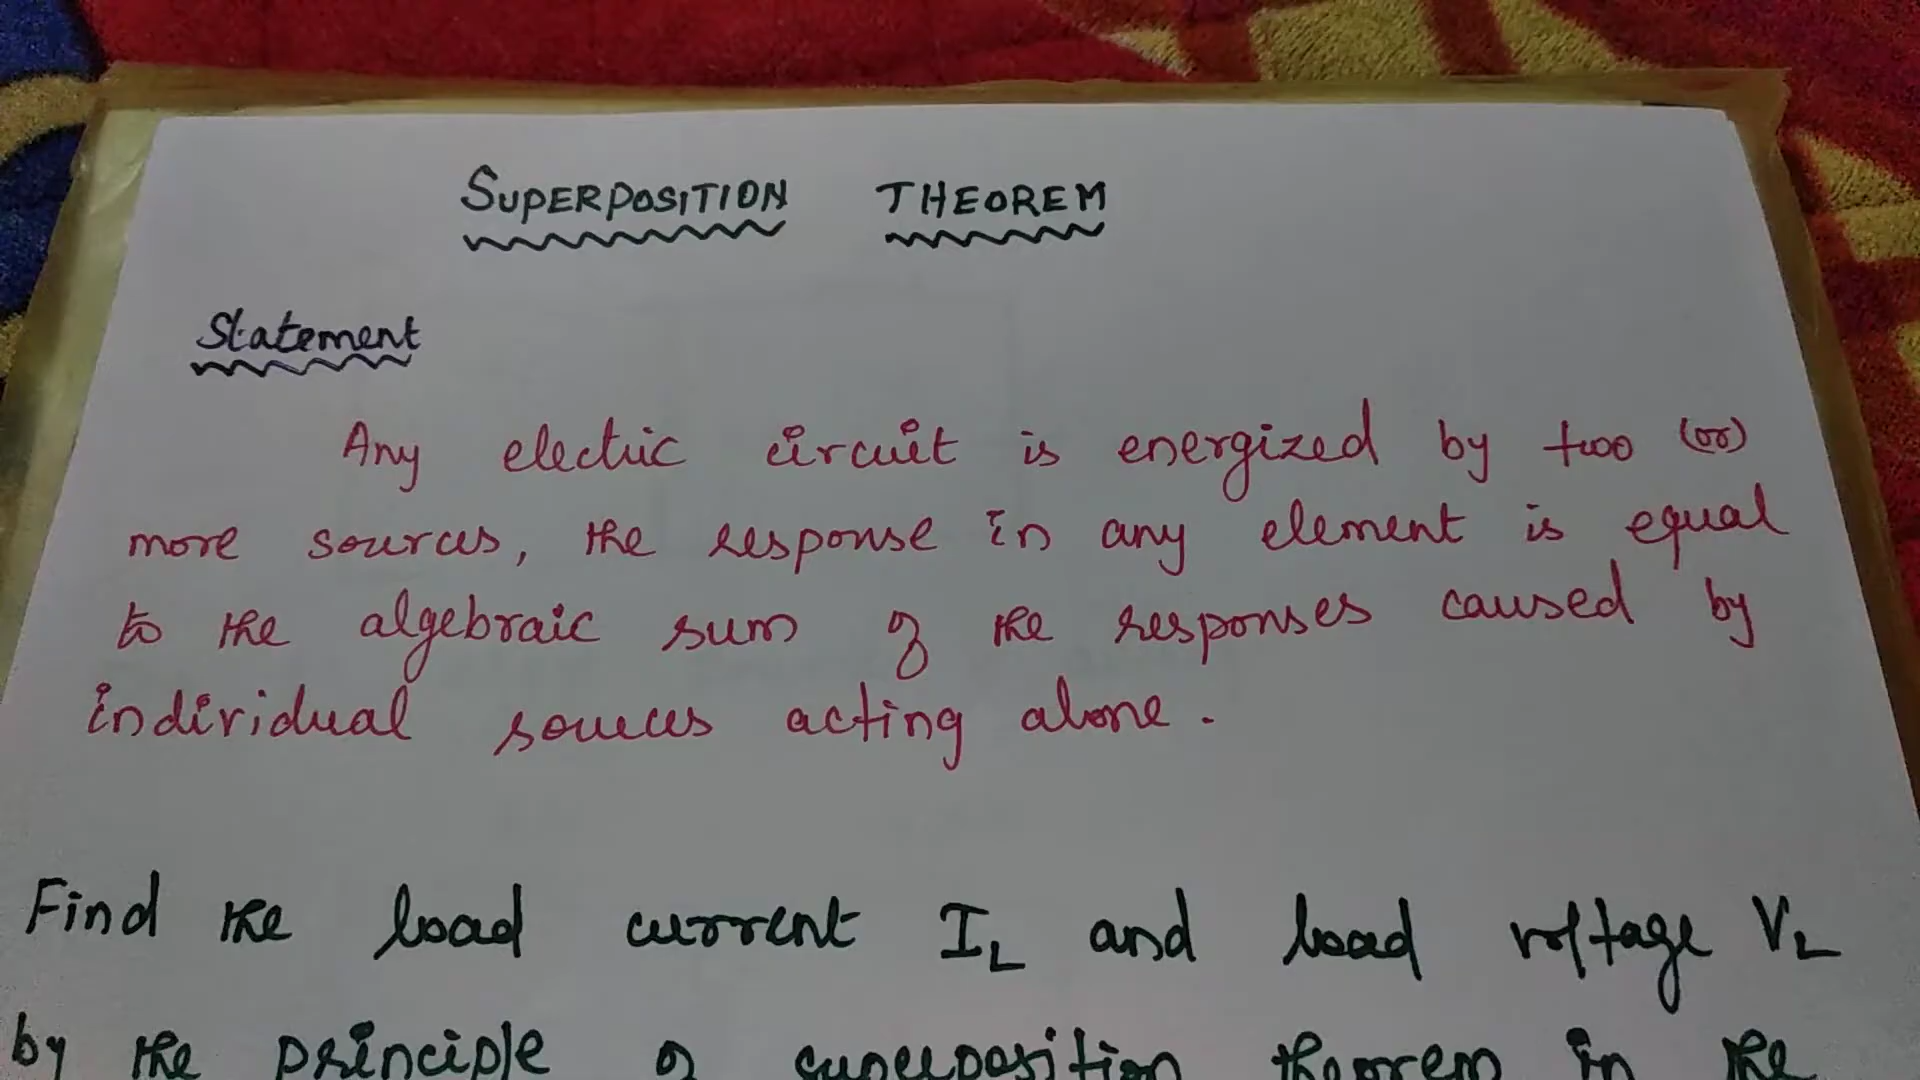 SUPERPOSITION THEOREM
Statement
Any electric circuit is energized by two (or)
more sources, the response in any element is equal
to the algebraic sum of the responses caused by
individual sources acting alone.
Find the load current IL and load voltage VL
by the principle of superposition theorem in the